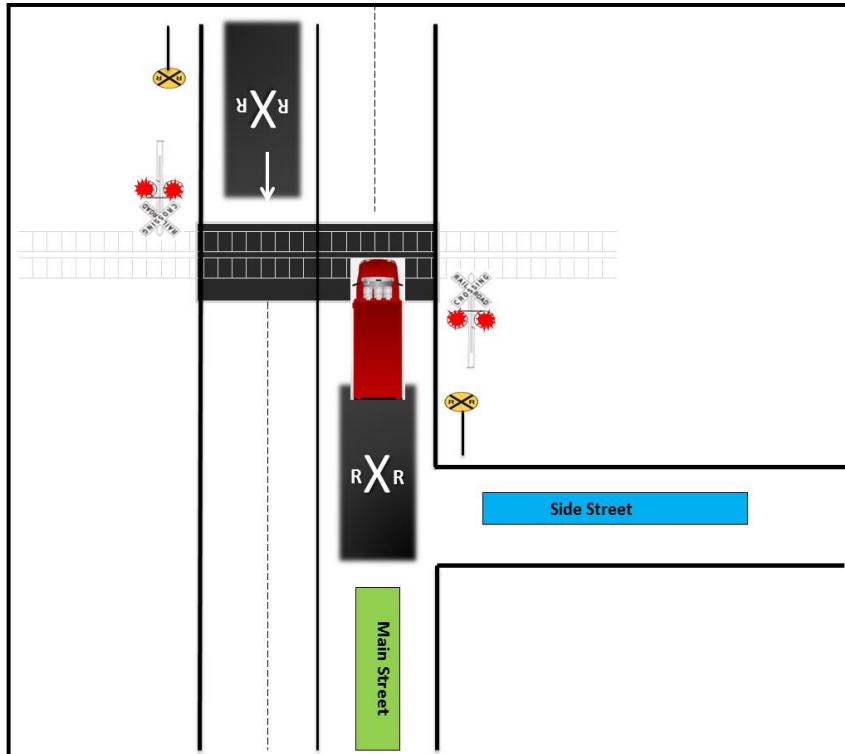 R R
R R
RAILROAD
CROSSING
RAILROAD
CROSSING
R R
R R
Side Street
Main Street